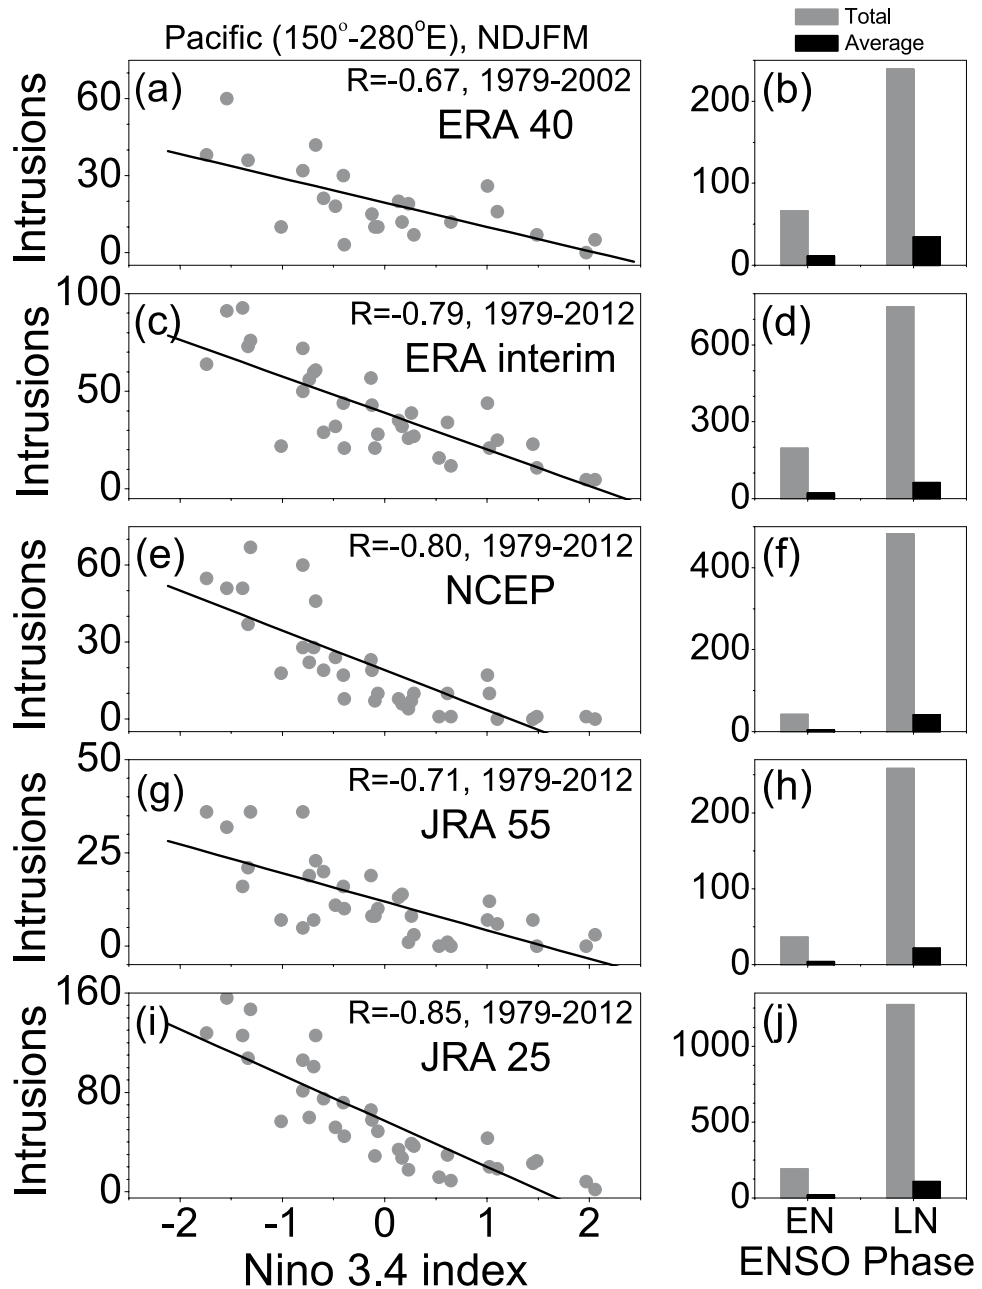 Total
Average
Pacific (150°-280°E), NDJFM
Intrusions
60
30
0
(a)
R=-0.67, 1979-2002
ERA 40
(b)
200
100
0
Intrusions
100
50
0
(c)
R=-0.79, 1979-2012
ERA interim
(d)
600
300
0
Intrusions
60
30
0
(e)
R=-0.80, 1979-2012
NCEP
(f)
400
200
0
Intrusions
50
25
0
(g)
R=-0.71, 1979-2012
JRA 55
(h)
200
100
0
Intrusions
160
80
0
(i)
R=-0.85, 1979-2012
JRA 25
(j)
1000
500
0
-2 -1 0 1 2
Nino 3.4 index
EN LN
ENSO Phase